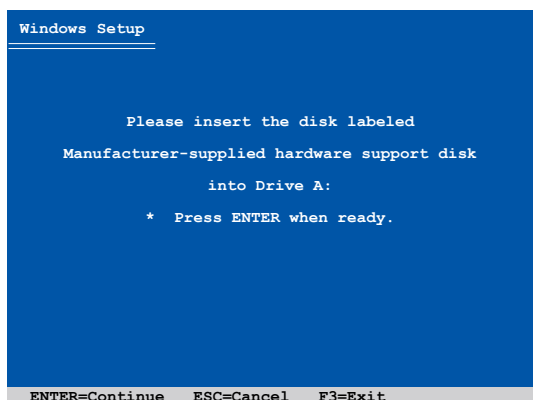 Windows Setup
Please insert the disk labeled
Manufacturer-supplied hardware support disk
into Drive A:
* Press ENTER when ready.
ENTER=Continue ESC=Cancel F3=Exit